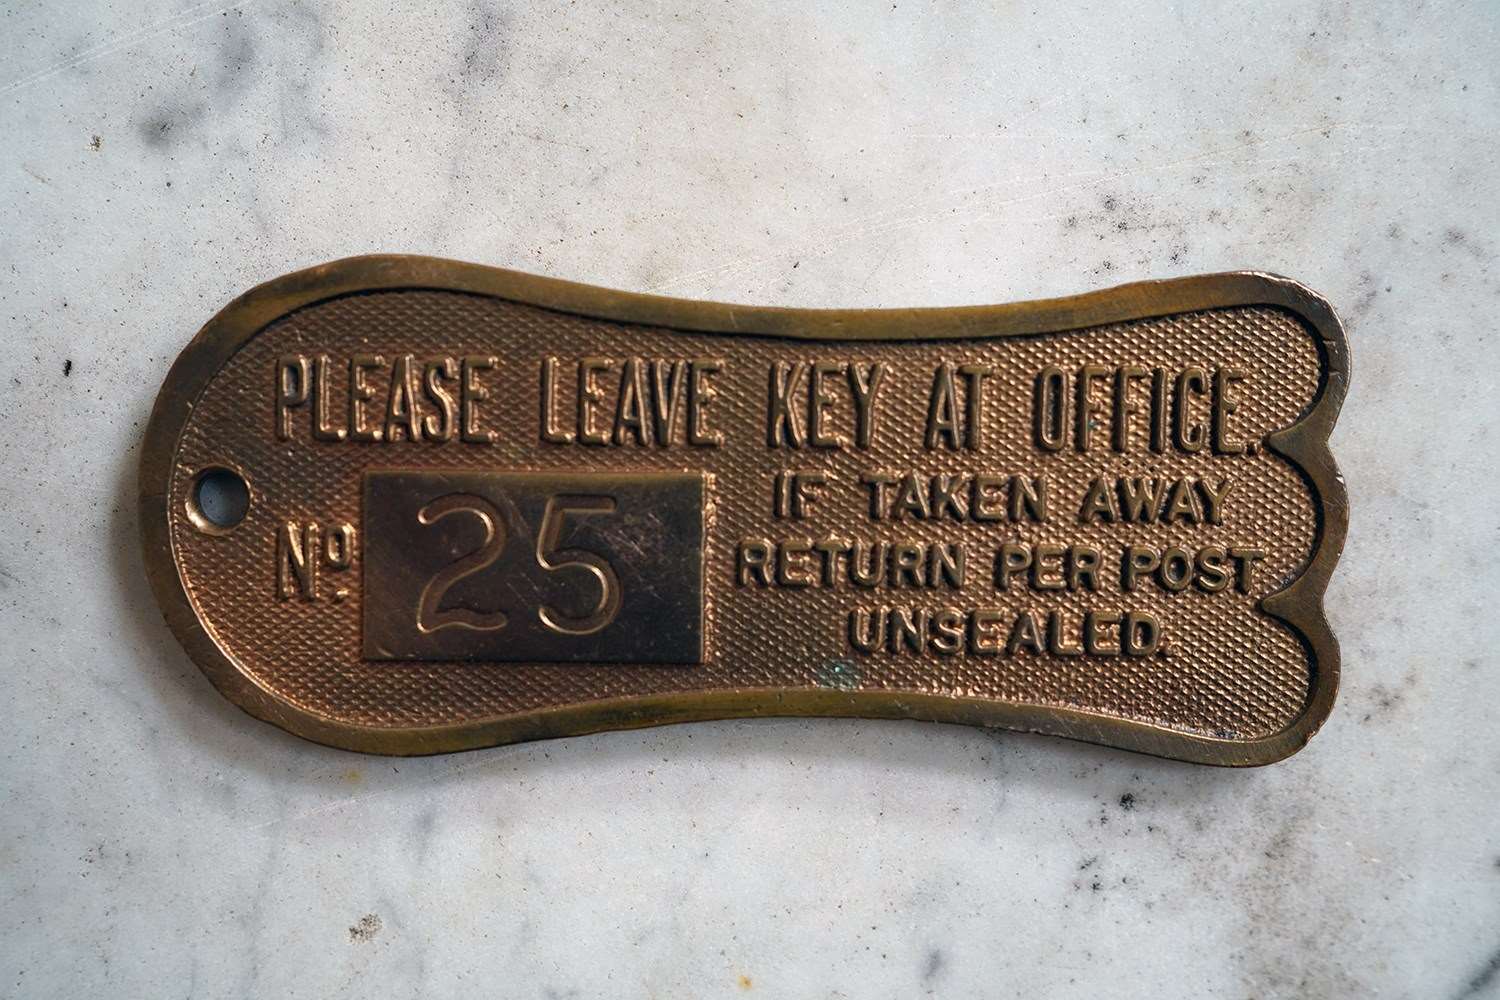 PLEASE LEAVE KEY AT OFFICE.
IF TAKEN AWAY
Nº. 25
RETURN PER POST
UNSEALED.